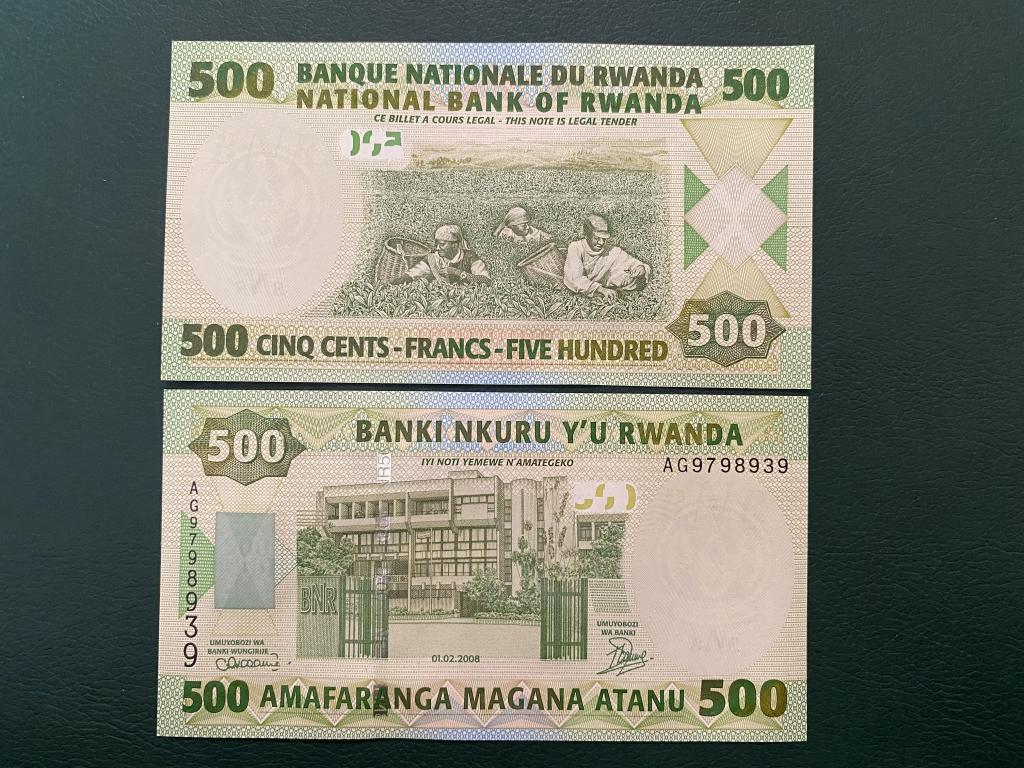 500 BANQUE NATIONALE DU RWANDA 500
NATIONAL BANK OF RWANDA
CE BILLET A COURS LEGAL - THIS NOTE IS LEGAL TENDER
500
500 CINQ CENTS - FRANCS - FIVE HUNDRED
500
BANKI NKURU Y'U RWANDA
IYI NOTI YEMEWE N'AMATEGEKO
AG9798939
AG9798939
BNR
UMUYOBOZI WA
BANKI WUNGIRIJE
01.02.2008
UMUYOBOZI
WA BANKI
500 AMAFARANGA MAGANA ATANU 500